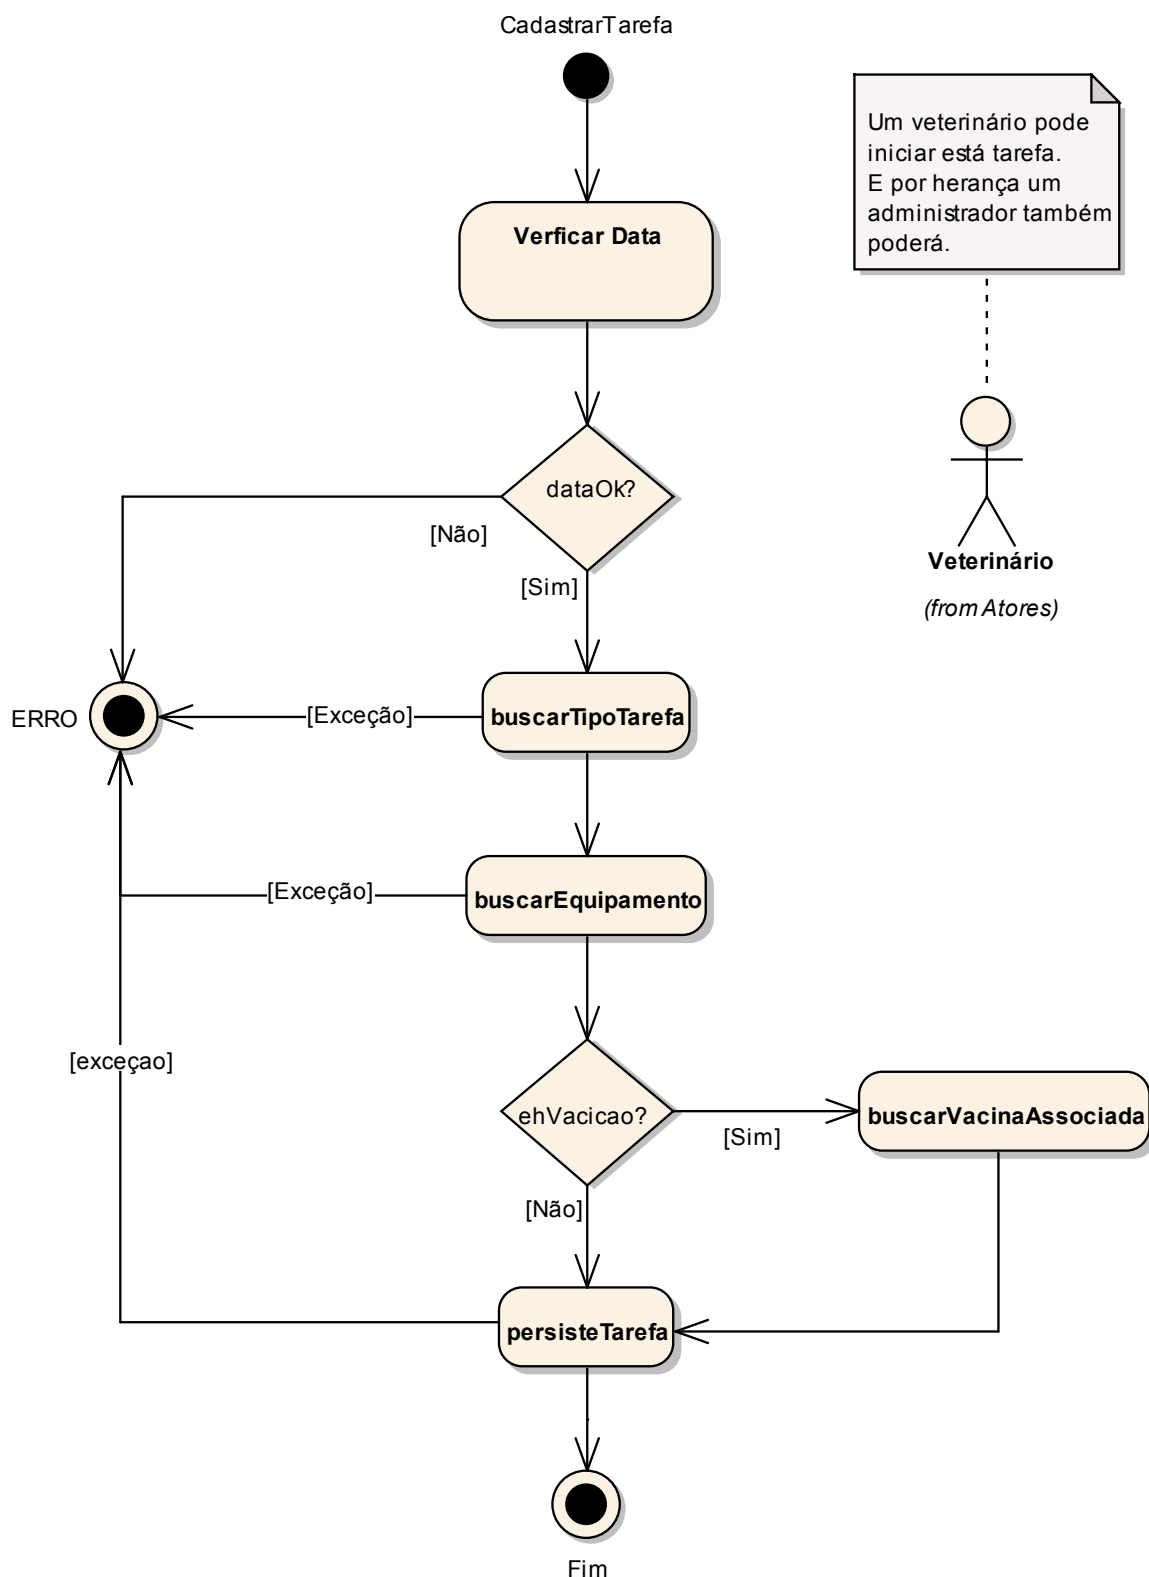 CadastrarTarefa
Um veterinário pode
iniciar está tarefa.
E por herança um
administrador também
poderá.
Verficar Data
dataOk?
[Não]
[Sim]
Veterinário
(from Atores)
ERRO
[Exceção]
buscarTipoTarefa
[Exceção]
buscarEquipamento
[exceçao]
ehVacicao?
[Sim]
buscarVacinaAssociada
[Não]
persisteTarefa
Fim